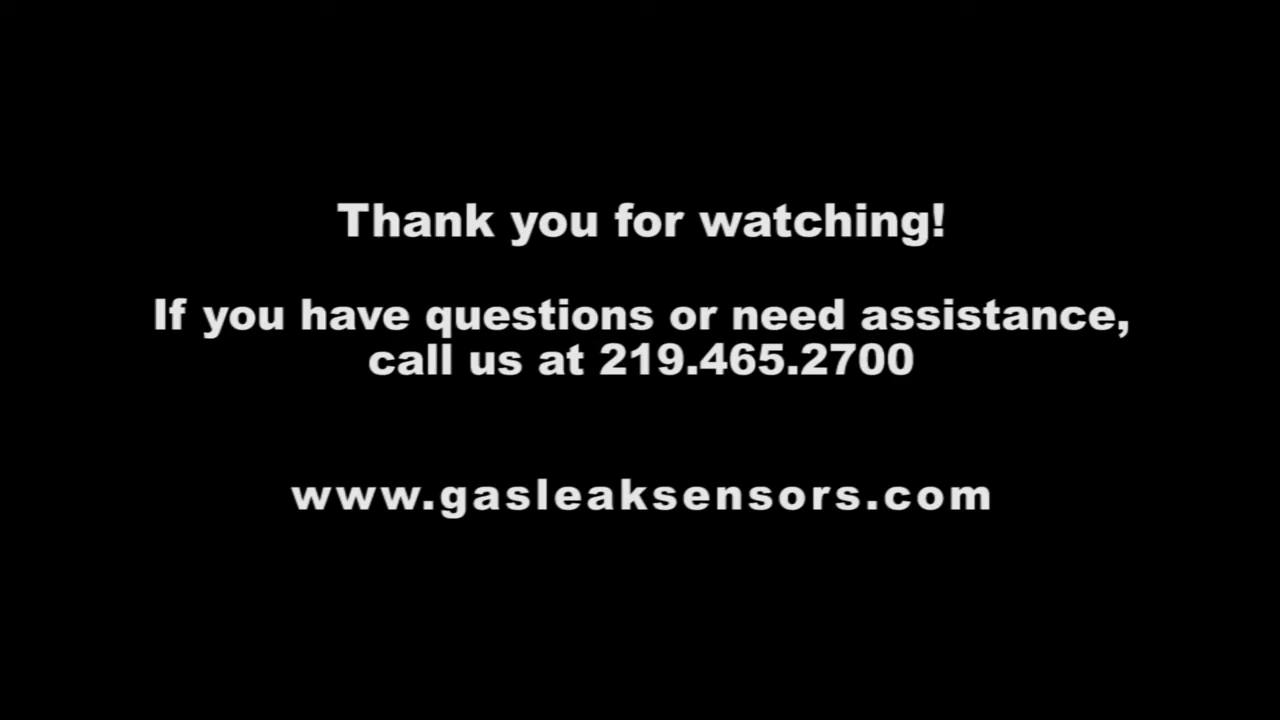 Thank you for watching!
If you have questions or need assistance,
call us at 219.465.2700
www.gasleaksensors.com